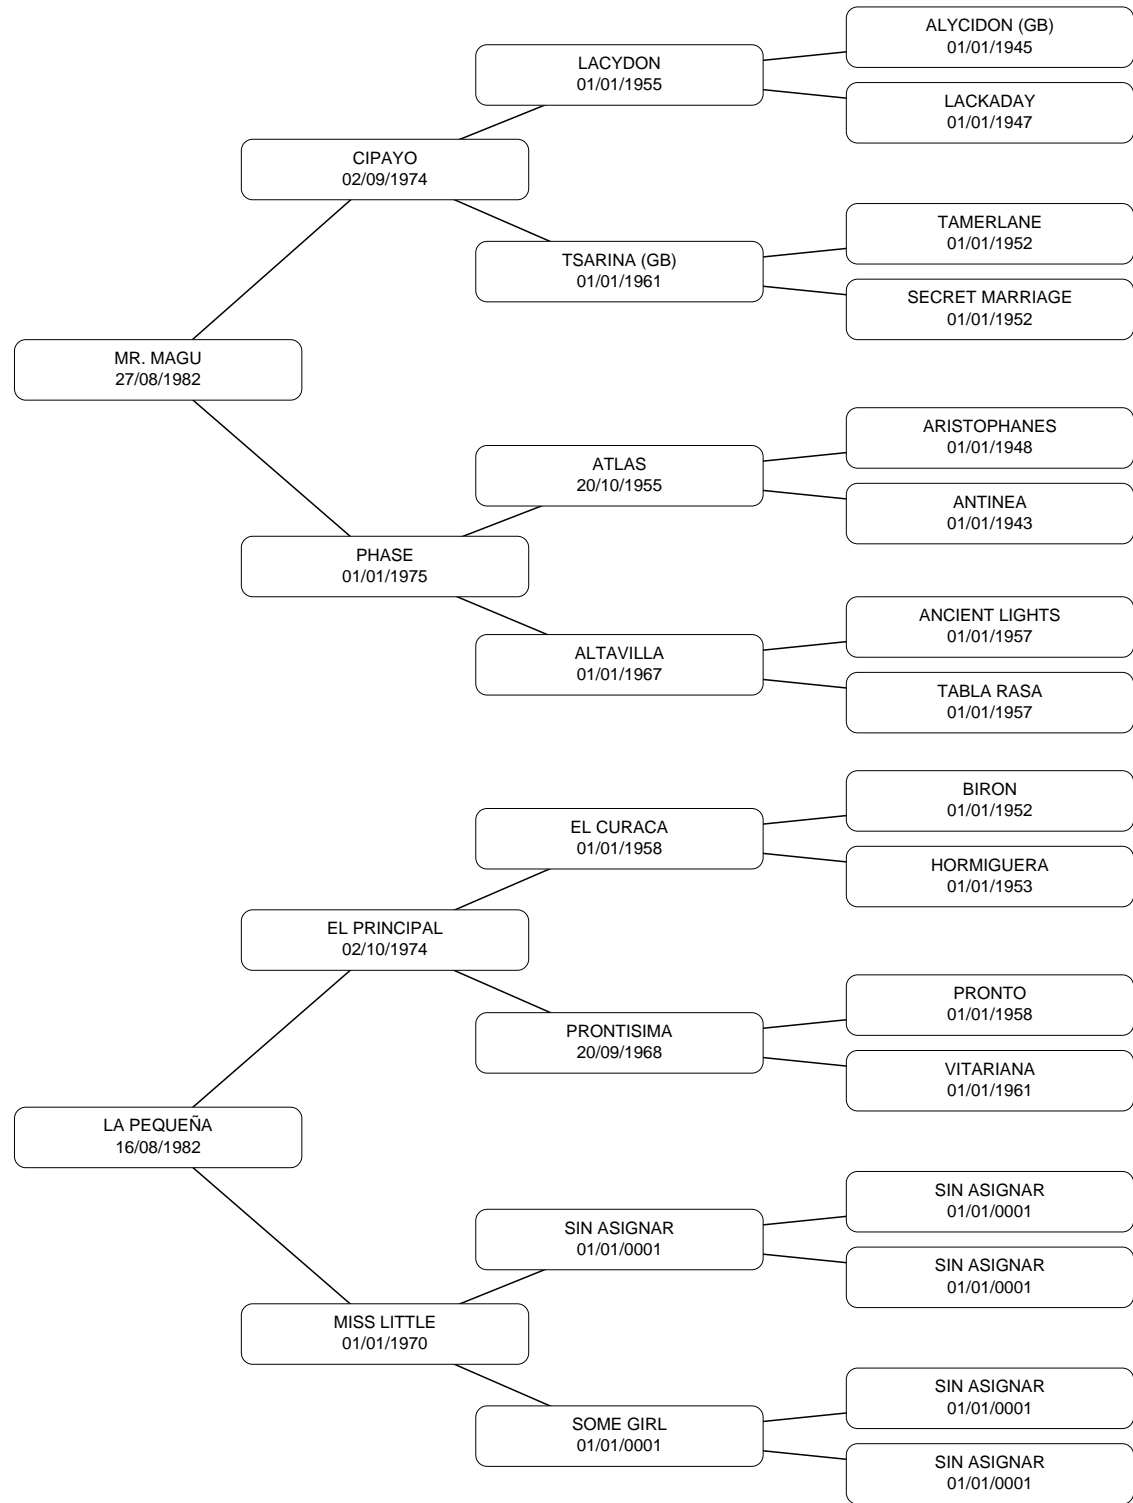 ALYCIDON (GB)
01/01/1945
LACYDON
01/01/1955
LACKADAY
01/01/1947
CIPAYO
02/09/1974
TAMERLANE
01/01/1952
TSARINA (GB)
01/01/1961
SECRET MARRIAGE
01/01/1952
MR. MAGU
27/08/1982
ARISTOPHANES
01/01/1948
ATLAS
20/10/1955
ANTINEA
01/01/1943
PHASE
01/01/1975
ANCIENT LIGHTS
01/01/1957
ALTAVILLA
01/01/1967
TABLA RASA
01/01/1957
BIRON
01/01/1952
EL CURACA
01/01/1958
HORMIGUERA
01/01/1953
EL PRINCIPAL
02/10/1974
PRONTO
01/01/1958
PRONTISIMA
20/09/1968
VITARIANA
01/01/1961
LA PEQUEÑA
16/08/1982
SIN ASIGNAR
01/01/0001
SIN ASIGNAR
01/01/0001
SIN ASIGNAR
01/01/0001
MISS LITTLE
01/01/1970
SIN ASIGNAR
01/01/0001
SOME GIRL
01/01/0001
SIN ASIGNAR
01/01/0001